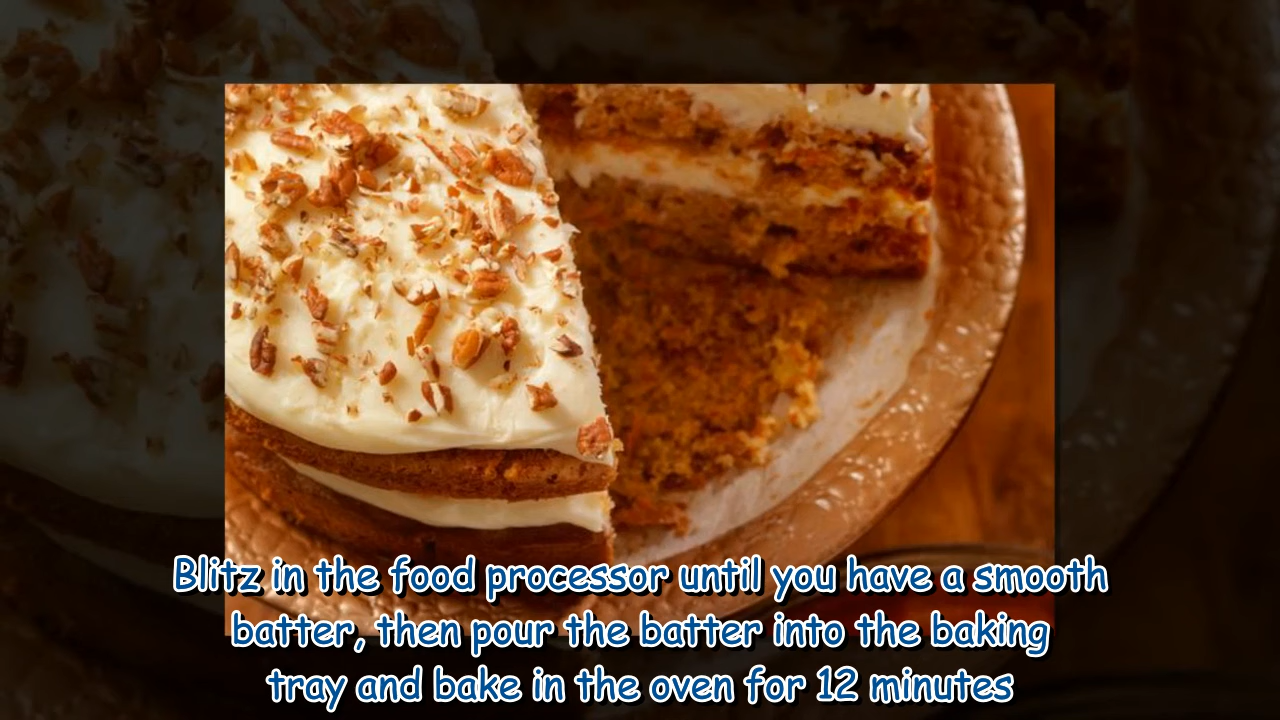 Blitz in the food processor until you have a smooth
batter, then pour the batter into the baking
tray and bake in the oven for 12 minutes